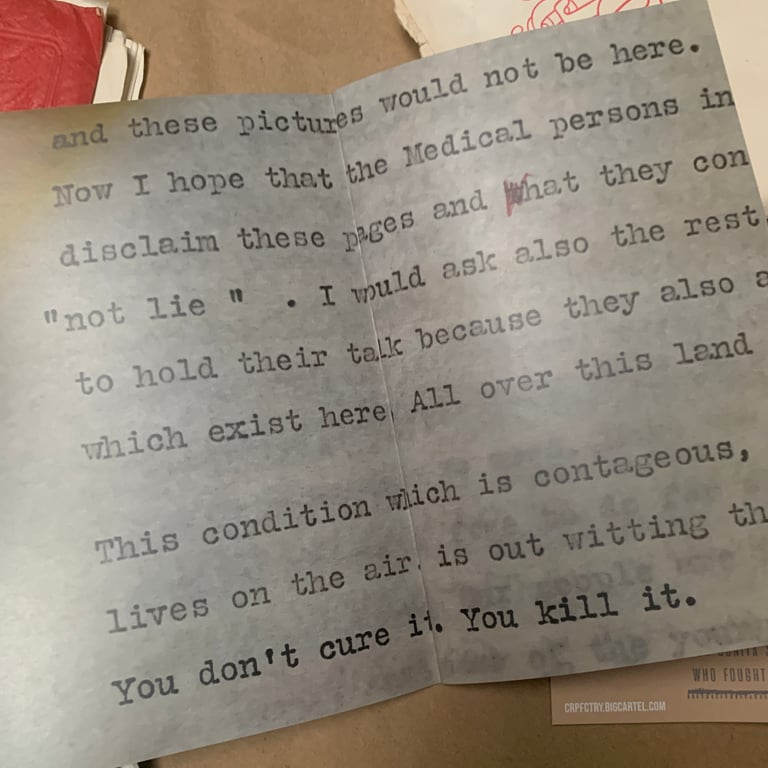 and these pictures would not be here.
Now I hope that the Medical persons in
disclaim these pages and what they con
"not lie " . I would ask also the rest.
to hold their talk because they also a
which exist here. All over this land
This condition which is contageous,
lives on the air. is out witting th
You don't cure it. You kill it.
WHO FOUGHT
CRPFCTRY.BIGCARTEL.COM